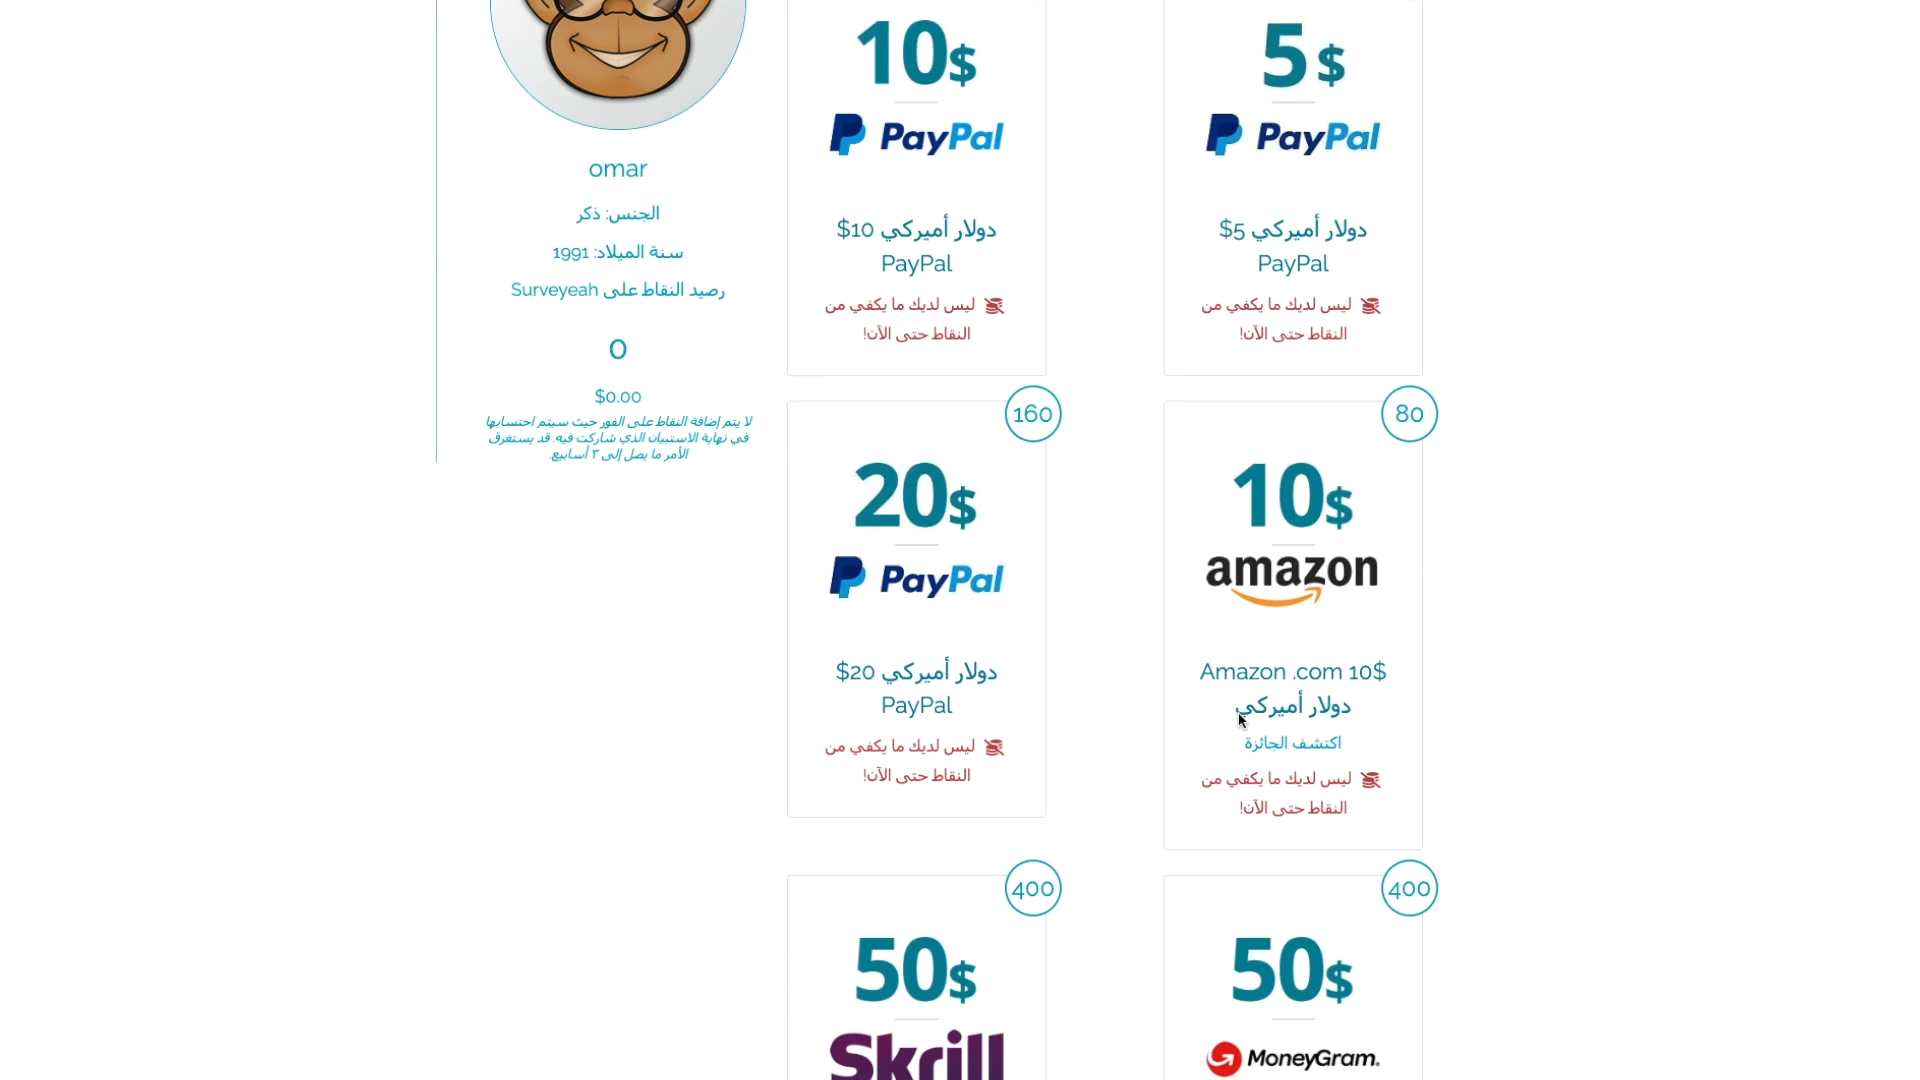 omar
الجنس: ذكر
سنة الميلاد: 1991
رصيد النقاط على Surveyeah
0
$0.00
لا يتم إضافة النقاط على الفور حيث سيتم احتسابها
في نهاية الاستبيان الذي شاركت فيه. قد يستغرق
الأمر ما يصل إلى ٣ أسابيع.
5$
PayPal
دولار أميركي 5$
PayPal
ليس لديك ما يكفي من
النقاط حتى الآن!
10$
PayPal
دولار أميركي 10$
PayPal
ليس لديك ما يكفي من
النقاط حتى الآن!
80
10$
amazon
Amazon .com 10$
دولار أميركي
اكتشف الجائزة
ليس لديك ما يكفي من
النقاط حتى الآن!
160
20$
PayPal
دولار أميركي 20$
PayPal
ليس لديك ما يكفي من
النقاط حتى الآن!
400
50$
MoneyGram.
400
50$
Skrill